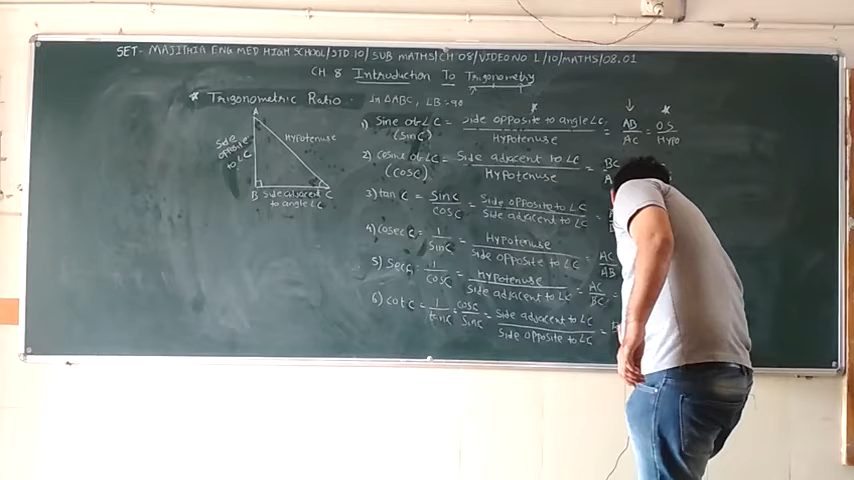 SET- MAJITHIA ENG MED HIGH SCHOOL/STD 10/SUB MATHS/CH 08/VIDEO NO 1/10/MATHS/08.01
CH 8 Introduction To Trigonometry
* Trigonometric Ratio. In △ABC, ∠B = 90
A
Side opposite to ∠C
Hypotenuse
B Side adjacent C
to angle ∠C
1) Sine of ∠C = Side opposite to angle ∠C / Hypotenuse = AB / AC = O.S / Hypo
(SinC)
2) Cosine of ∠C = Side adjacent to ∠C / Hypotenuse = BC
(CosC)
3) tan C = SinC / CosC = Side opposite to ∠C / Side adjacent to ∠C =
4) Cosec C = 1 / SinC = Hypotenuse / Side opposite to ∠C = AC / AB
5) Sec C = 1 / CosC = Hypotenuse / Side adjacent to ∠C = AC / BC =
6) Cot C = 1 / tanC = CosC / SinC = Side adjacent to ∠C / Side opposite to ∠C =